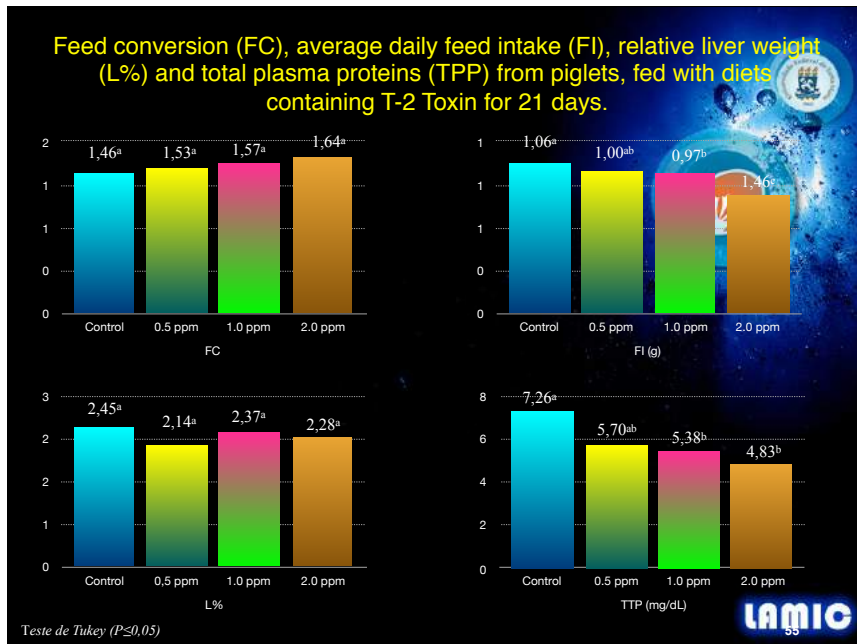 Feed conversion (FC), average daily feed intake (FI), relative liver weight
(L%) and total plasma proteins (TPP) from piglets, fed with diets
containing T-2 Toxin for 21 days.
2
1
1
0
0
1,46ᵃ
1,53ᵃ
1,57ᵃ
1,64ᵃ
Control 0.5 ppm 1.0 ppm 2.0 ppm
FC
1
1
1
0
0
1,06ᵃ
1,00ᵃᵇ
0,97ᵇ
1,46ᶜ
Control 0.5 ppm 1.0 ppm 2.0 ppm
FI (g)
3
2
2
1
0
2,45ᵃ
2,14ᵃ
2,37ᵃ
2,28ᵃ
Control 0,5 ppm 1.0 ppm 2.0 ppm
L%
8
6
4
2
0
7,26ᵃ
5,70ᵃᵇ
5,38ᵇ
4,83ᵇ
Control 0.5 ppm 1.0 ppm 2.0 ppm
TTP (mg/dL)
Teste de Tukey (P≤0,05)
LAMIC
55